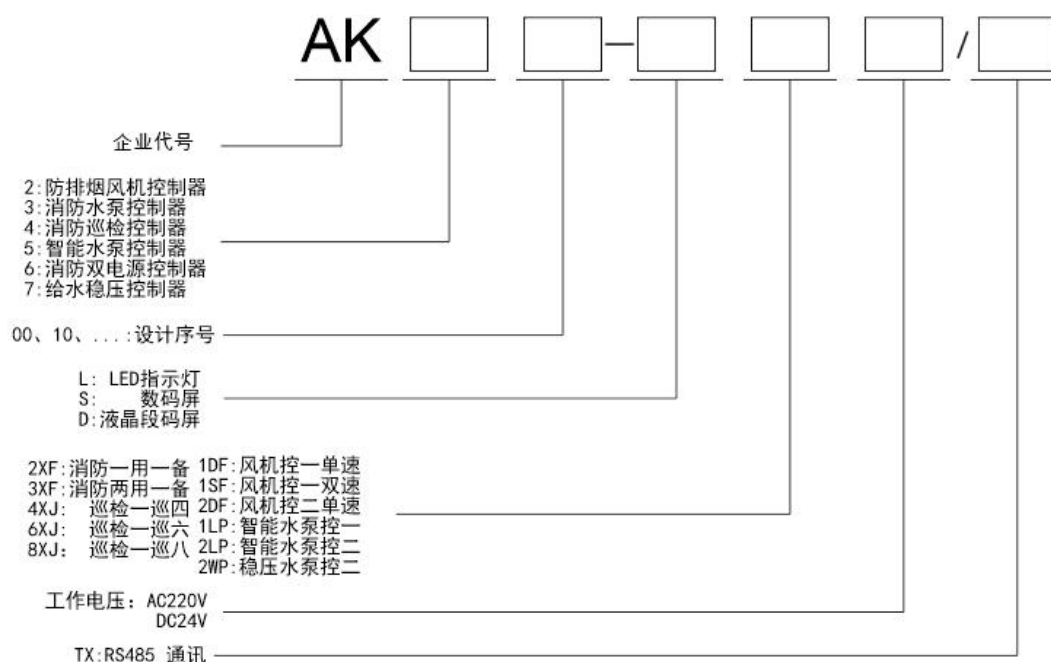 AK - /
企业代号
2:防排烟风机控制器
3:消防水泵控制器
4:消防巡检控制器
5:智能水泵控制器
6:消防双电源控制器
7:给水稳压控制器
00、10、....:设计序号
L: LED指示灯
S: 数码屏
D:液晶段码屏
2XF:消防一用一备
3XF:消防两用一备
4XJ: 巡检一巡四
6XJ: 巡检一巡六
8XJ: 巡检一巡八
1DF:风机控一单速
1SF:风机控一双速
2DF:风机控二单速
1LP:智能水泵控一
2LP:智能水泵控二
2WP:稳压水泵控二
工作电压: AC220V
DC24V
TX:RS485 通讯